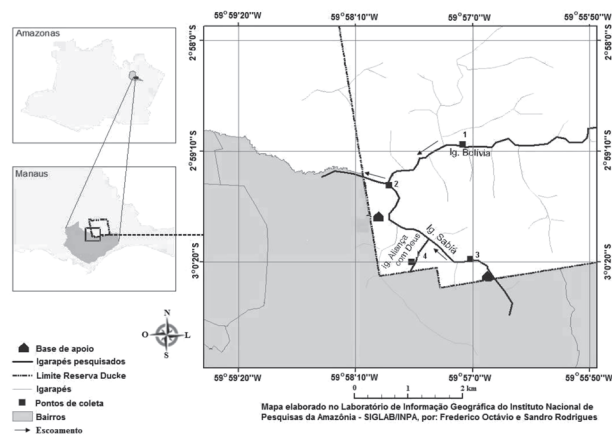 Amazonas
Manaus
59°59'20"W
59°58'10"W
59°57'0"W
59°55'50"W
2°58'0"S
2°58'0"S
2°59'10"S
2°59'10"S
3°0'20"S
3°0'20"S
1
Ig. Bolívia
2
Ig. Sabiá
Ig. Aliança
com Deus
3
4
59°59'20"W
59°58'10"W
59°57'0"W
59°55'50"W
0
1
2 km
N
O
L
S
Base de apoio
Igarapés pesquisados
Limite Reserva Ducke
Igarapés
Pontos de coleta
Bairros
Escoamento
Mapa elaborado no Laboratório de Informação Geográfica do Instituto Nacional de
Pesquisas da Amazônia - SIGLAB/INPA, por: Frederico Octávio e Sandro Rodrigues